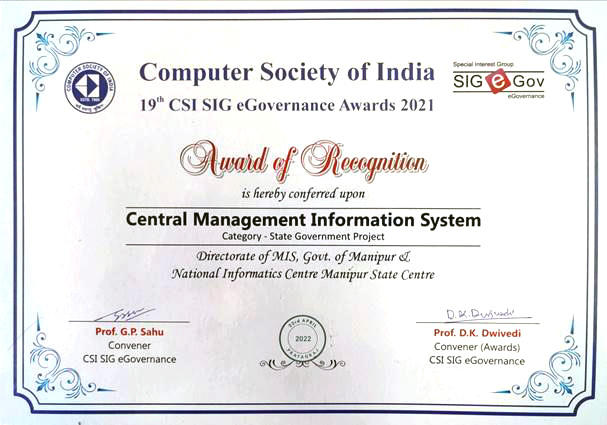 COMPUTER SOCIETY OF INDIA
ESTD. 1965
Computer Society of India
19th CSI SIG eGovernance Awards 2021
Special Interest Group
SIG e Gov
eGovernance
Award of Recognition
is hereby conferred upon
Central Management Information System
Category - State Government Project
Directorate of MIS, Govt. of Manipur &
National Informatics Centre Manipur State Centre
D.K.Dwivedi
Prof. G.P. Sahu
Convener
CSI SIG eGovernance
2022
PRAYAGRAJ
Prof. D.K. Dwivedi
Convener (Awards)
CSI SIG eGovernance